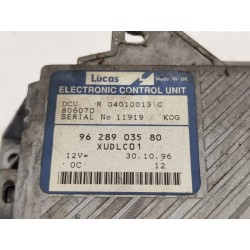 Lucas
Made in UK
ELECTRONIC CONTROL UNIT
DCU R 04010013 C
80607D
SERIAL No 11919 / KOG
96 289 035 80
XUDLC01
12V= 30.10.96
0C 12